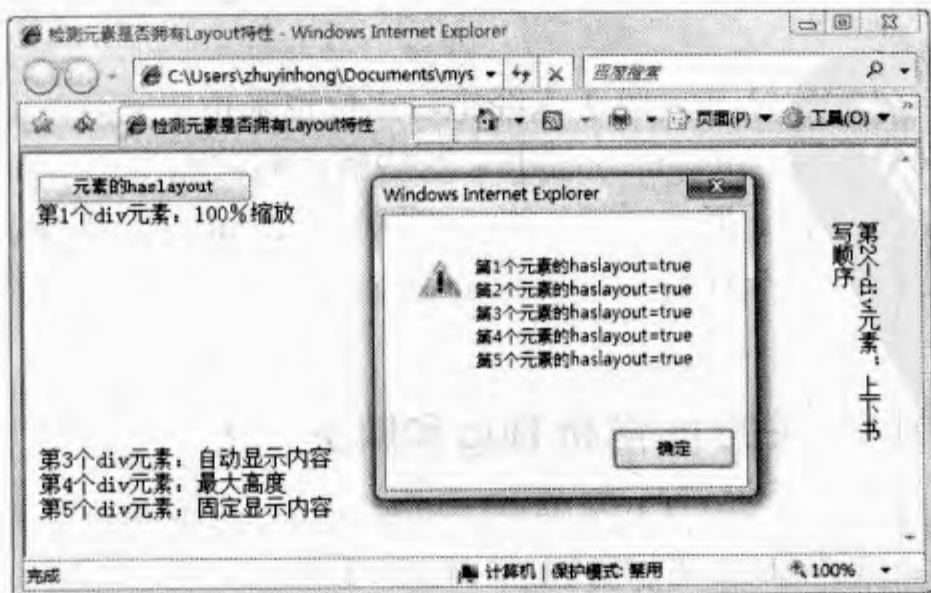 检测元素是否拥有Layout特性 - Windows Internet Explorer
C:\Users\zhuyinhong\Documents\mys
百度搜索
检测元素是否拥有Layout特性
页面(P)
工具(O)
元素的haslayout
第1个div元素：100%缩放
第2个div元素：上下书
写顺序
Windows Internet Explorer
第1个元素的haslayout=true
第2个元素的haslayout=true
第3个元素的haslayout=true
第4个元素的haslayout=true
第5个元素的haslayout=true
确定
第3个div元素：自动显示内容
第4个div元素：最大高度
第5个div元素：固定显示内容
完成
计算机 | 保护模式: 禁用
100%